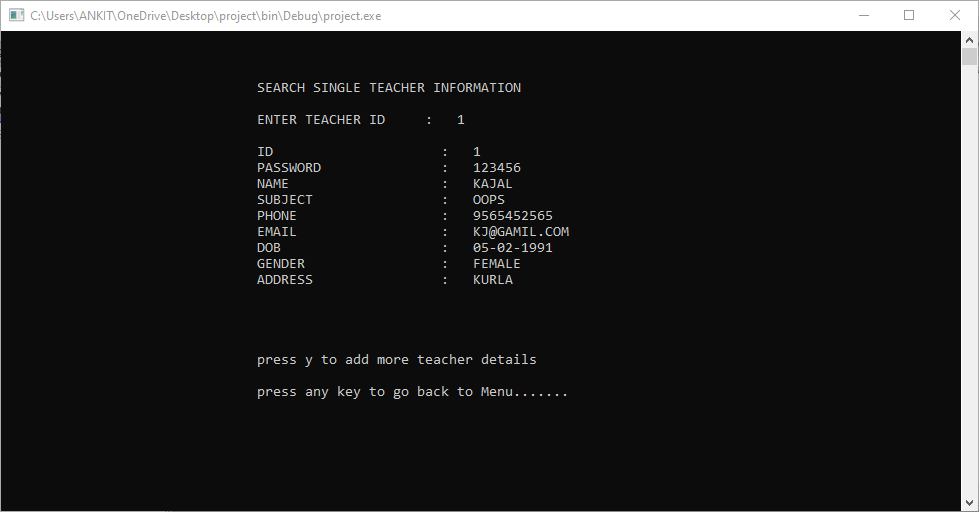 C:\Users\ANKIT\OneDrive\Desktop\project\bin\Debug\project.exe
SEARCH SINGLE TEACHER INFORMATION
ENTER TEACHER ID : 1
ID : 1
PASSWORD : 123456
NAME : KAJAL
SUBJECT : OOPS
PHONE : 9565452565
EMAIL : KJ@GAMIL.COM
DOB : 05-02-1991
GENDER : FEMALE
ADDRESS : KURLA
press y to add more teacher details
press any key to go back to Menu.......